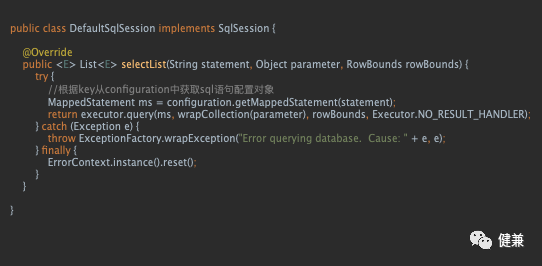 public class DefaultSqlSession implements SqlSession {
@Override
public <E> List<E> selectList(String statement, Object parameter, RowBounds rowBounds) {
try {
//根据key从configuration中获取sql语句配置对象
MappedStatement ms = configuration.getMappedStatement(statement);
return executor.query(ms, wrapCollection(parameter), rowBounds, Executor.NO_RESULT_HANDLER);
} catch (Exception e) {
throw ExceptionFactory.wrapException("Error querying database.  Cause: " + e, e);
} finally {
ErrorContext.instance().reset();
}
}
}
健兼